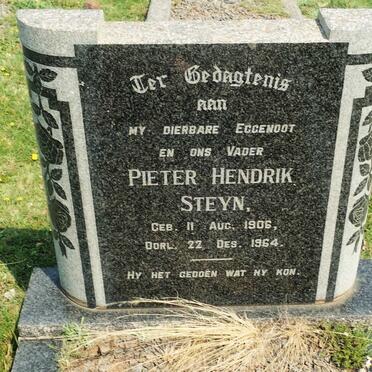 Ter Gedagtenis
aan
MY DIERBARE EGGENOOT
EN ONS VADER
PIETER HENDRIK
STEYN,
GEB. 11 AUG. 1906,
OORL. 22 DES. 1964.
HY HET GEDOEN WAT HY KON.